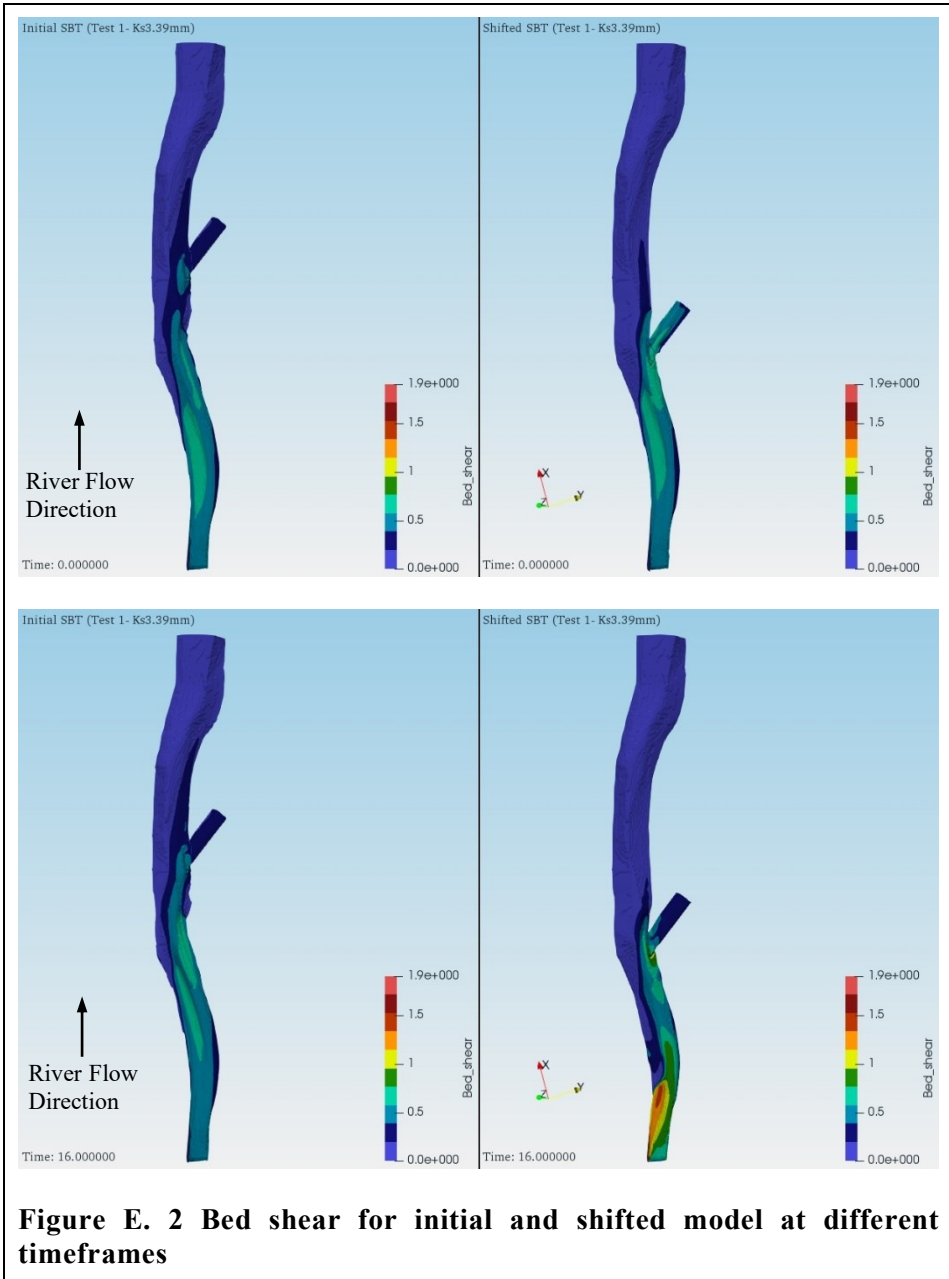 Initial SBT (Test 1- Ks3.39mm)
Shifted SBT (Test 1- Ks3.39mm)
1.9e+000
1.5
1
0.5
0.0e+000
Bed_shear
1.9e+000
1.5
1
0.5
0.0e+000
Bed_shear
River Flow
Direction
X
Y
Z
Time: 0.000000
Time: 0.000000
Initial SBT (Test 1- Ks3.39mm)
Shifted SBT (Test 1- Ks3.39mm)
1.9e+000
1.5
1
0.5
0.0e+000
Bed_shear
1.9e+000
1.5
1
0.5
0.0e+000
Bed_shear
River Flow
Direction
X
Y
Z
Time: 16.000000
Time: 16.000000
Figure E. 2 Bed shear for initial and shifted model at different
timeframes